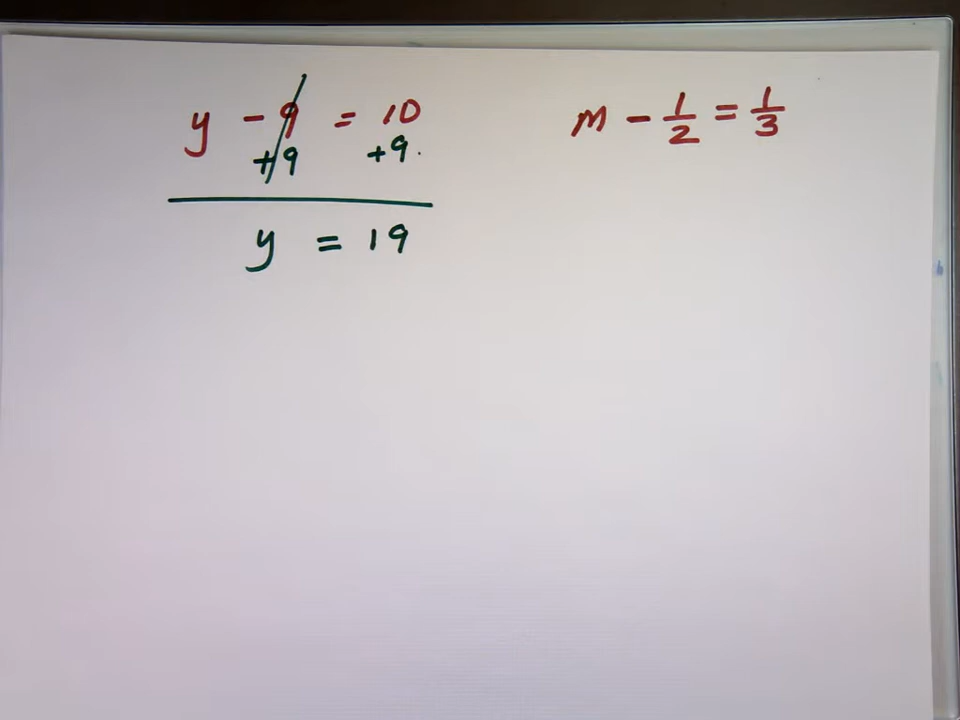 y - 9 = 10
+9 +9
y = 19
m - 1/2 = 1/3